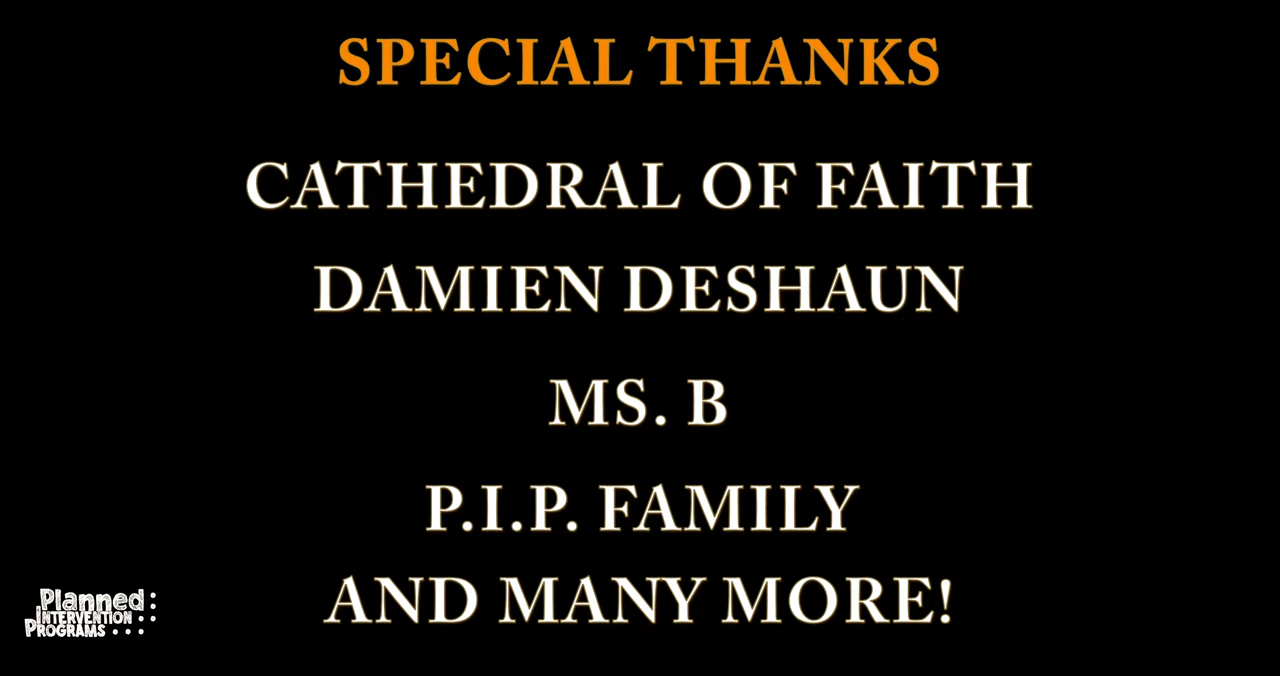 SPECIAL THANKS
CATHEDRAL OF FAITH
DAMIEN DESHAUN
MS. B
P.I.P. FAMILY
AND MANY MORE!
Planned
INTERVENTION
PROGRAMS